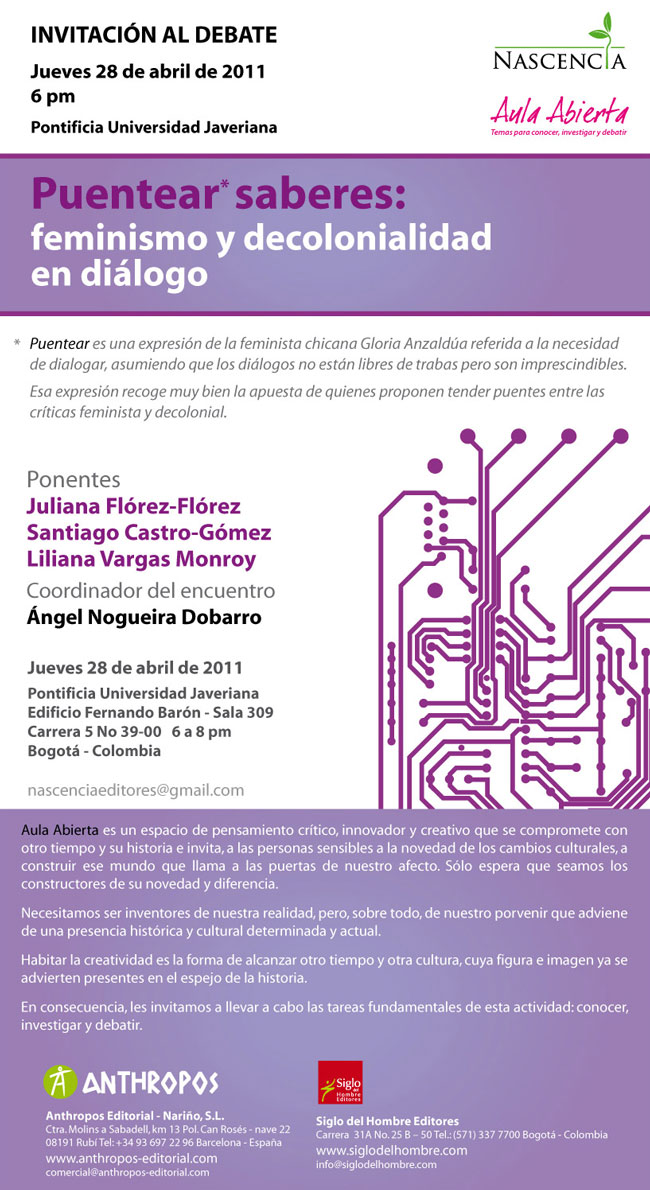 INVITACIÓN AL DEBATE
Jueves 28 de abril de 2011
6 pm
Pontificia Universidad Javeriana
NASCENCIA
Aula Abierta
Temas para conocer, investigar y debatir
Puentear* saberes:
feminismo y decolonialidad
en diálogo
* Puentear es una expresión de la feminista chicana Gloria Anzaldúa referida a la necesidad
de dialogar, asumiendo que los diálogos no están libres de trabas pero son imprescindibles.
Esa expresión recoge muy bien la apuesta de quienes proponen tender puentes entre las
críticas feminista y decolonial.
Ponentes
Juliana Flórez-Flórez
Santiago Castro-Gómez
Liliana Vargas Monroy
Coordinador del encuentro
Ángel Nogueira Dobarro
Jueves 28 de abril de 2011
Pontificia Universidad Javeriana
Edificio Fernando Barón - Sala 309
Carrera 5 No 39-00 6 a 8 pm
Bogotá - Colombia
nascenciaeditores@gmail.com
Aula Abierta es un espacio de pensamiento crítico, innovador y creativo que se compromete con
otro tiempo y su historia e invita, a las personas sensibles a la novedad de los cambios culturales, a
construir ese mundo que llama a las puertas de nuestro afecto. Sólo espera que seamos los
constructores de su novedad y diferencia.
Necesitamos ser inventores de nuestra realidad, pero, sobre todo, de nuestro porvenir que adviene
de una presencia histórica y cultural determinada y actual.
Habitar la creatividad es la forma de alcanzar otro tiempo y otra cultura, cuya figura e imagen ya se
advierten presentes en el espejo de la historia.
En consecuencia, les invitamos a llevar a cabo las tareas fundamentales de esta actividad: conocer,
investigar y debatir.
ANTHROPOS
Anthropos Editorial - Nariño, S.L.
Ctra. Molins a Sabadell, km 13 Pol. Can Rosés - nave 22
08191 Rubí Tel: +34 93 697 22 96 Barcelona - España
www.anthropos-editorial.com
comercial@anthropos-editorial.com
Siglo
del
Hombre
Editores
Siglo del Hombre Editores
Carrera 31A No. 25 B – 50 Tel.: (571) 337 7700 Bogotá - Colombia
www.siglodelhombre.com
info@siglodelhombre.com